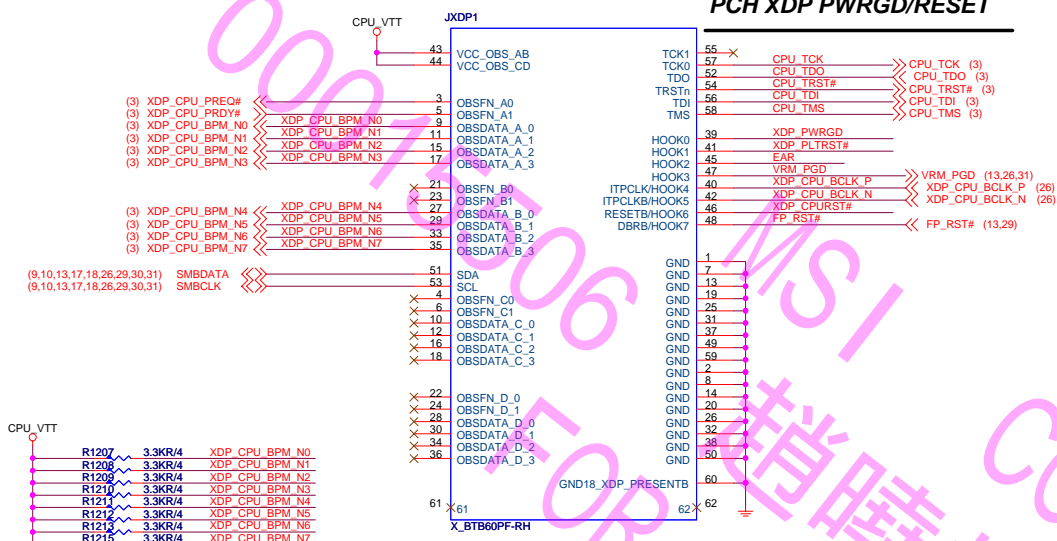 PCH XDP PWRGD/RESET
CPU_VTT
JXDP1
43 VCC_OBS_AB
44 VCC_OBS_CD
(3) XDP_CPU_PREQ# 3 OBSFN_A0
(3) XDP_CPU_PRDY# 5 OBSFN_A1
(3) XDP_CPU_BPM_N0 XDP_CPU_BPM_N0 9 OBSDATA_A_0
(3) XDP_CPU_BPM_N1 XDP_CPU_BPM_N1 11 OBSDATA_A_1
(3) XDP_CPU_BPM_N2 XDP_CPU_BPM_N2 15 OBSDATA_A_2
(3) XDP_CPU_BPM_N3 XDP_CPU_BPM_N3 17 OBSDATA_A_3
21 OBSFN_B0
23 OBSFN_B1
(3) XDP_CPU_BPM_N4 XDP_CPU_BPM_N4 27 OBSDATA_B_0
(3) XDP_CPU_BPM_N5 XDP_CPU_BPM_N5 29 OBSDATA_B_1
(3) XDP_CPU_BPM_N6 XDP_CPU_BPM_N6 33 OBSDATA_B_2
(3) XDP_CPU_BPM_N7 XDP_CPU_BPM_N7 35 OBSDATA_B_3
(9,10,13,17,18,26,29,30,31) SMBDATA 51 SDA
(9,10,13,17,18,26,29,30,31) SMBCLK 53 SCL
4 OBSFN_C0
6 OBSFN_C1
10 OBSDATA_C_0
12 OBSDATA_C_1
16 OBSDATA_C_2
18 OBSDATA_C_3
22 OBSFN_D_0
24 OBSFN_D_1
28 OBSDATA_D_0
30 OBSDATA_D_1
34 OBSDATA_D_2
36 OBSDATA_D_3
61 61
X_BTB60PF-RH
TCK1 55
TCK0 57 CPU_TCK CPU_TCK (3)
TDO 52 CPU_TDO CPU_TDO (3)
TRSTn 54 CPU_TRST# CPU_TRST# (3)
TDI 56 CPU_TDI CPU_TDI (3)
TMS 58 CPU_TMS CPU_TMS (3)
HOOK0 39 XDP_PWRGD
HOOK1 41 XDP_PLTRST#
HOOK2 45 EAR
HOOK3 47 VRM_PGD VRM_PGD (13,26,31)
ITPCLK/HOOK4 40 XDP_CPU_BCLK_P XDP_CPU_BCLK_P (26)
ITPCLKB/HOOK5 42 XDP_CPU_BCLK_N XDP_CPU_BCLK_N (26)
RESETB/HOOK6 46 XDP_CPURST#
DBRB/HOOK7 48 FP_RST# FP_RST# (13,29)
GND 1
GND 7
GND 13
GND 19
GND 25
GND 31
GND 37
GND 49
GND 59
GND 2
GND 8
GND 14
GND 20
GND 26
GND 32
GND 38
GND 50
GND18_XDP_PRESENTB 60
62 62
CPU_VTT
R1207 3.3KR/4 XDP_CPU_BPM_N0
R1208 3.3KR/4 XDP_CPU_BPM_N1
R1209 3.3KR/4 XDP_CPU_BPM_N2
R1210 3.3KR/4 XDP_CPU_BPM_N3
R1211 3.3KR/4 XDP_CPU_BPM_N4
R1212 3.3KR/4 XDP_CPU_BPM_N5
R1213 3.3KR/4 XDP_CPU_BPM_N6
R1215 3.3KR/4 XDP_CPU_BPM_N7
00015506
MSI
FOR
趙睦